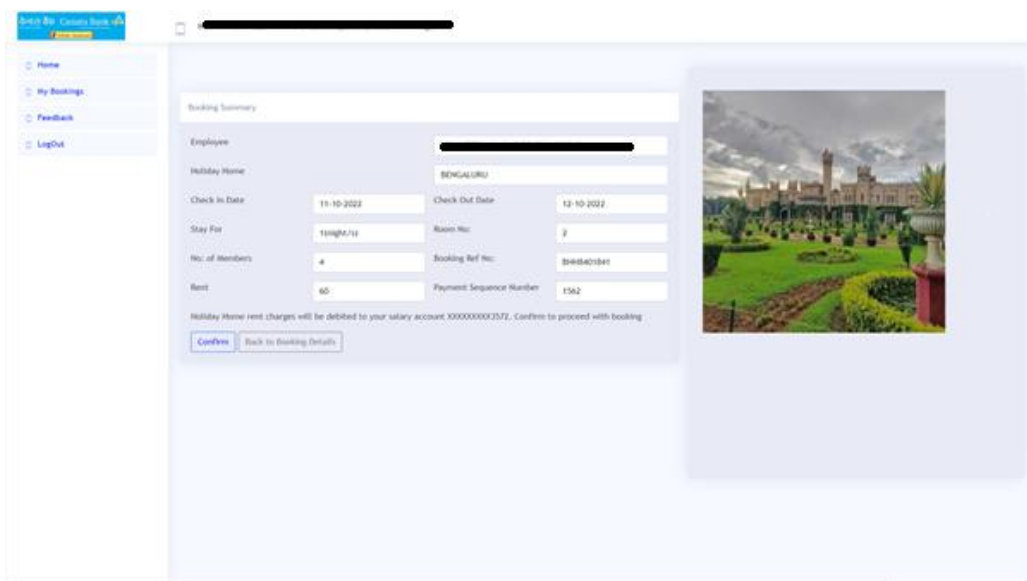 Canara Bank
Home
My Bookings
Feedback
LogOut
Booking Summary
Employee
Holiday Home BENGALURU
Check In Date 11-10-2022 Check Out Date 12-10-2022
Stay For 1(night/s) Room No: 2
No: of Members 4 Booking Ref No:
Rent 60 Payment Sequence Number 1562
Holiday Home rent charges will be debited to your salary account XXXXXXXXX3572. Confirm to proceed with booking
Confirm Back to Booking Details